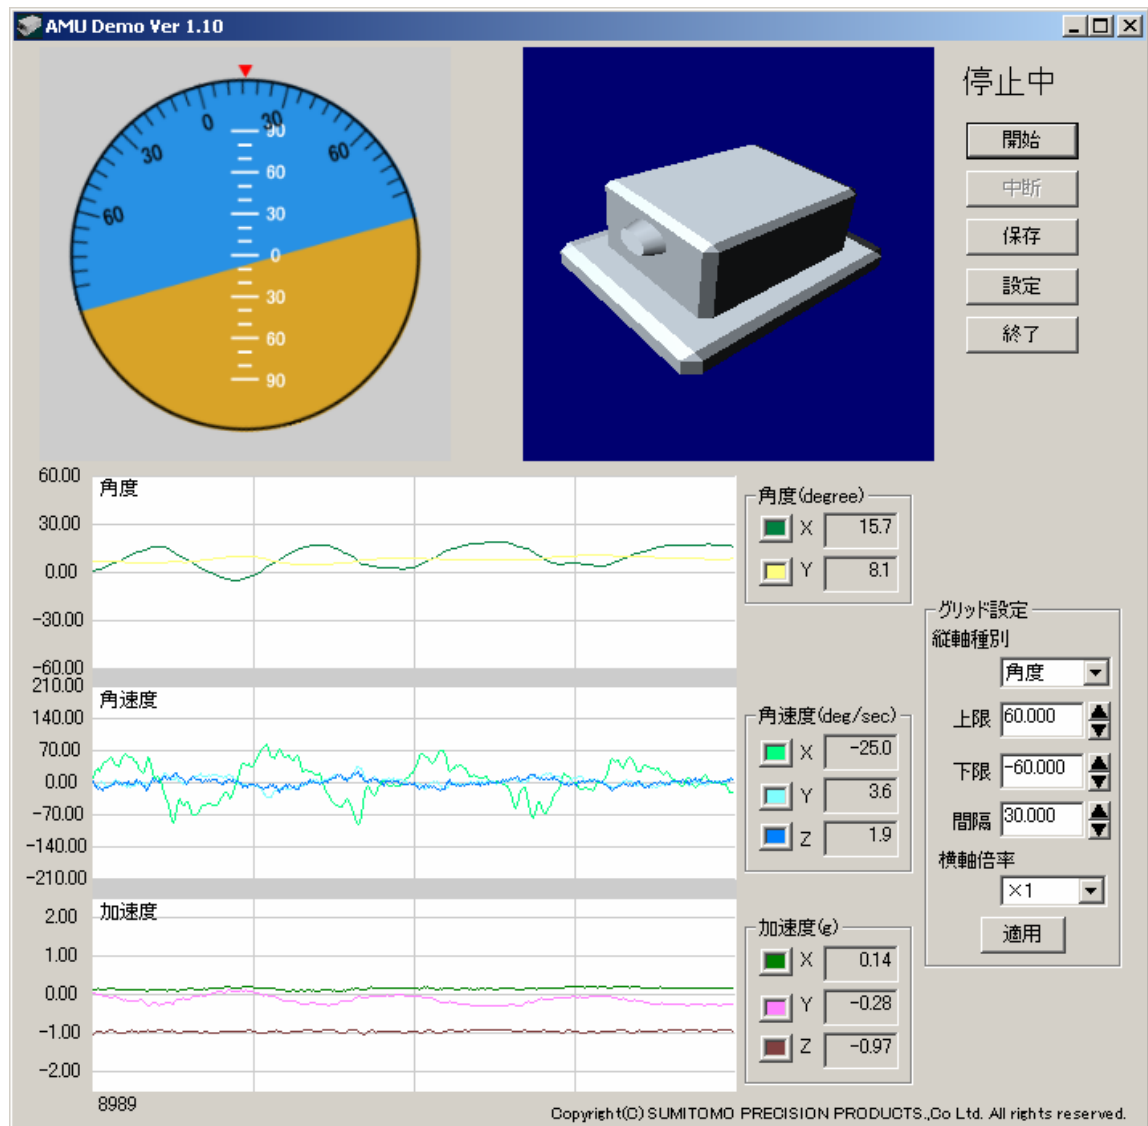 AMU Demo Ver 1.10
停止中
開始
中断
保存
設定
終了
60 30 0 30 60
90
60
30
0
30
60
90
角度
60.00
30.00
0.00
-30.00
-60.00
角度(degree)
X 15.7
Y 8.1
角速度
210.00
140.00
70.00
0.00
-70.00
-140.00
-210.00
角速度(deg/sec)
X -25.0
Y 3.6
Z 1.9
加速度
2.00
1.00
0.00
-1.00
-2.00
8989
加速度(g)
X 0.14
Y -0.28
Z -0.97
グリッド設定
縦軸種別
角度
上限 60.000
下限 -60.000
間隔 30.000
横軸倍率
×1
適用
Copyright(C) SUMITOMO PRECISION PRODUCTS.,Co Ltd. All rights reserved.